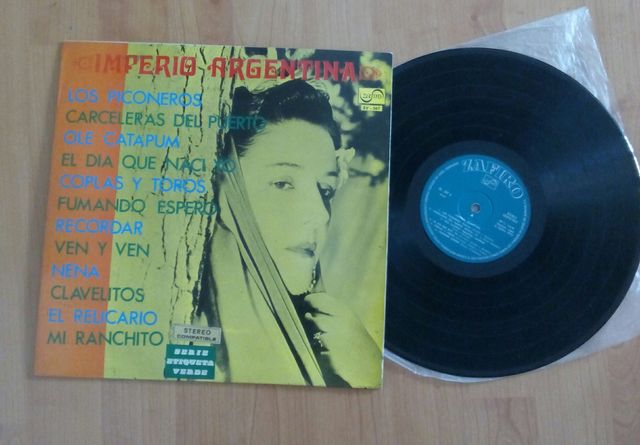 IMPERIO ARGENTINA
ZAFIRO
LOS PICONEROS
CARCELERAS DEL PUERTO
OLE CATAPUM
EL DIA QUE NACI YO
COPLAS Y TOROS
FUMANDO ESPERO
RECORDAR
VEN Y VEN
NENA
CLAVELITOS
EL RELICARIO
MI RANCHITO
STEREO
COMPATIBLE
SERIE
ETIQUETA
VERDE
ZAFIRO